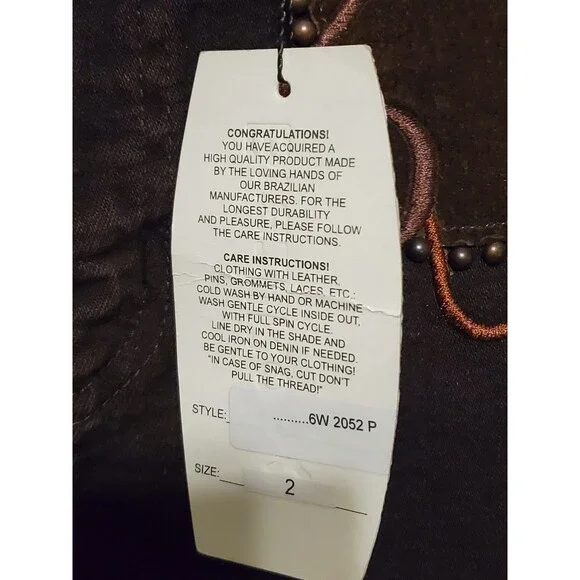 CONGRATULATIONS!
YOU HAVE ACQUIRED A
HIGH QUALITY PRODUCT MADE
BY THE LOVING HANDS OF
OUR BRAZILIAN
MANUFACTURERS. FOR THE
LONGEST DURABILITY
AND PLEASURE, PLEASE FOLLOW
THE CARE INSTRUCTIONS.
CARE INSTRUCTIONS!
CLOTHING WITH LEATHER,
PINS, GROMMETS, LACES, ETC.:
COLD WASH BY HAND OR MACHINE
WASH GENTLE CYCLE INSIDE OUT,
WITH FULL SPIN CYCLE.
LINE DRY IN THE SHADE AND
COOL IRON ON DENIN IF NEEDED.
BE GENTLE TO YOUR CLOTHING!
"IN CASE OF SNAG, CUT DON'T
PULL THE THREAD!"
STYLE:_ ..........6W 2052 P
SIZE:____ 2 ____